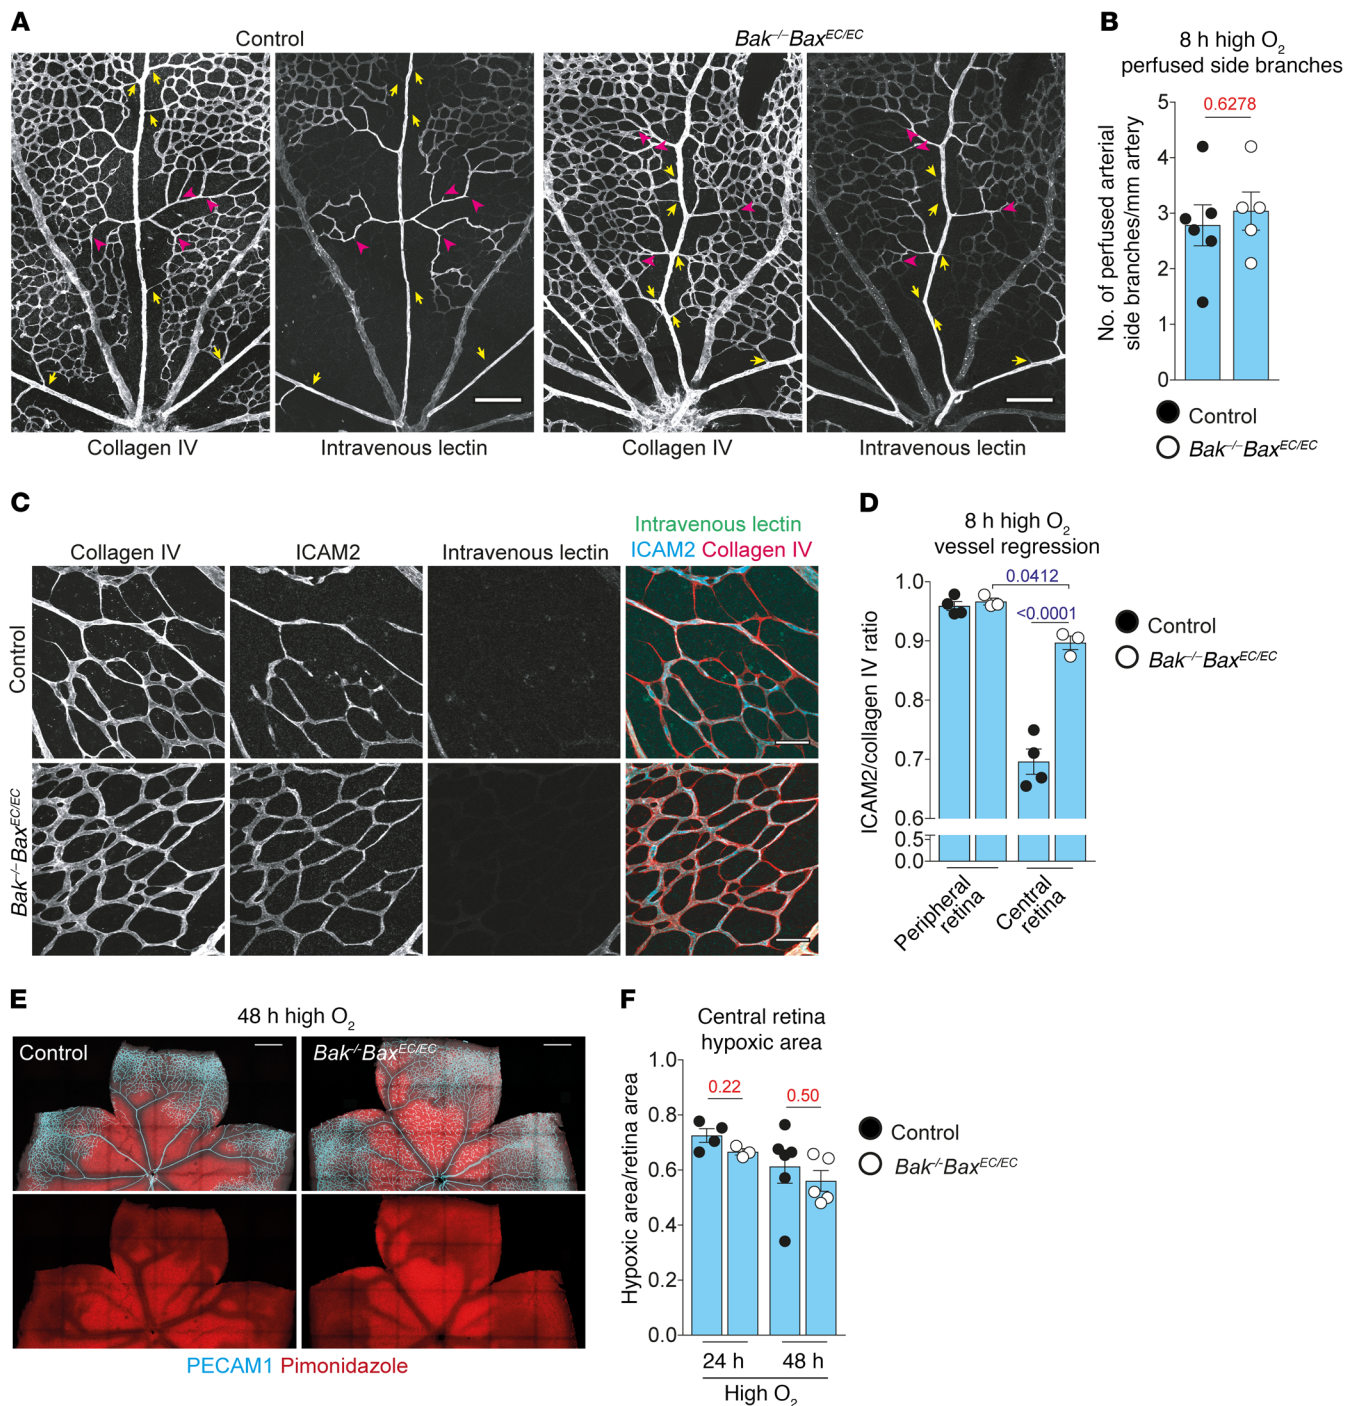 A
Control
Bak–/–BaxEC/EC
Collagen IV
Intravenous lectin
Collagen IV
Intravenous lectin
B
8 h high O2
perfused side branches
No. of perfused arterial
side branches/mm artery
5
4
3
2
1
0
0.6278
Control
Bak–/–BaxEC/EC
C
Collagen IV
ICAM2
Intravenous lectin
Intravenous lectin
ICAM2 Collagen IV
Control
Bak–/–BaxEC/EC
D
8 h high O2
vessel regression
ICAM2/collagen IV ratio
1.0
0.9
0.8
0.7
0.6
0.5
0.0
0.0412
<0.0001
Peripheral
retina
Central
retina
Control
Bak–/–BaxEC/EC
E
48 h high O2
Control
Bak-/-BaxEC/EC
PECAM1 Pimonidazole
F
Central retina
hypoxic area
Hypoxic area/retina area
1.0
0.8
0.6
0.4
0.2
0.0
0.22
0.50
24 h
48 h
High O2
Control
Bak-/-BaxEC/EC